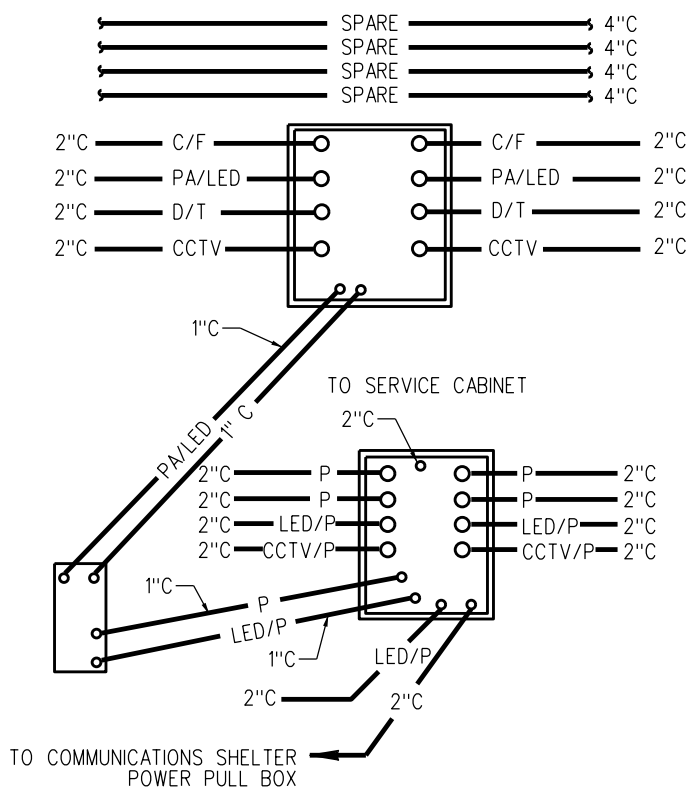 SPARE 4"C
SPARE 4"C
SPARE 4"C
SPARE 4"C
2"C C/F C/F 2"C
2"C PA/LED PA/LED 2"C
2"C D/T D/T 2"C
2"C CCTV CCTV 2"C
1"C
TO SERVICE CABINET
2"C
PA/LED
1" C
2"C P P 2"C
2"C P P 2"C
2"C LED/P LED/P 2"C
2"C CCTV/P CCTV/P 2"C
1"C
P
LED/P
1"C
LED/P
2"C
2"C
TO COMMUNICATIONS SHELTER
POWER PULL BOX